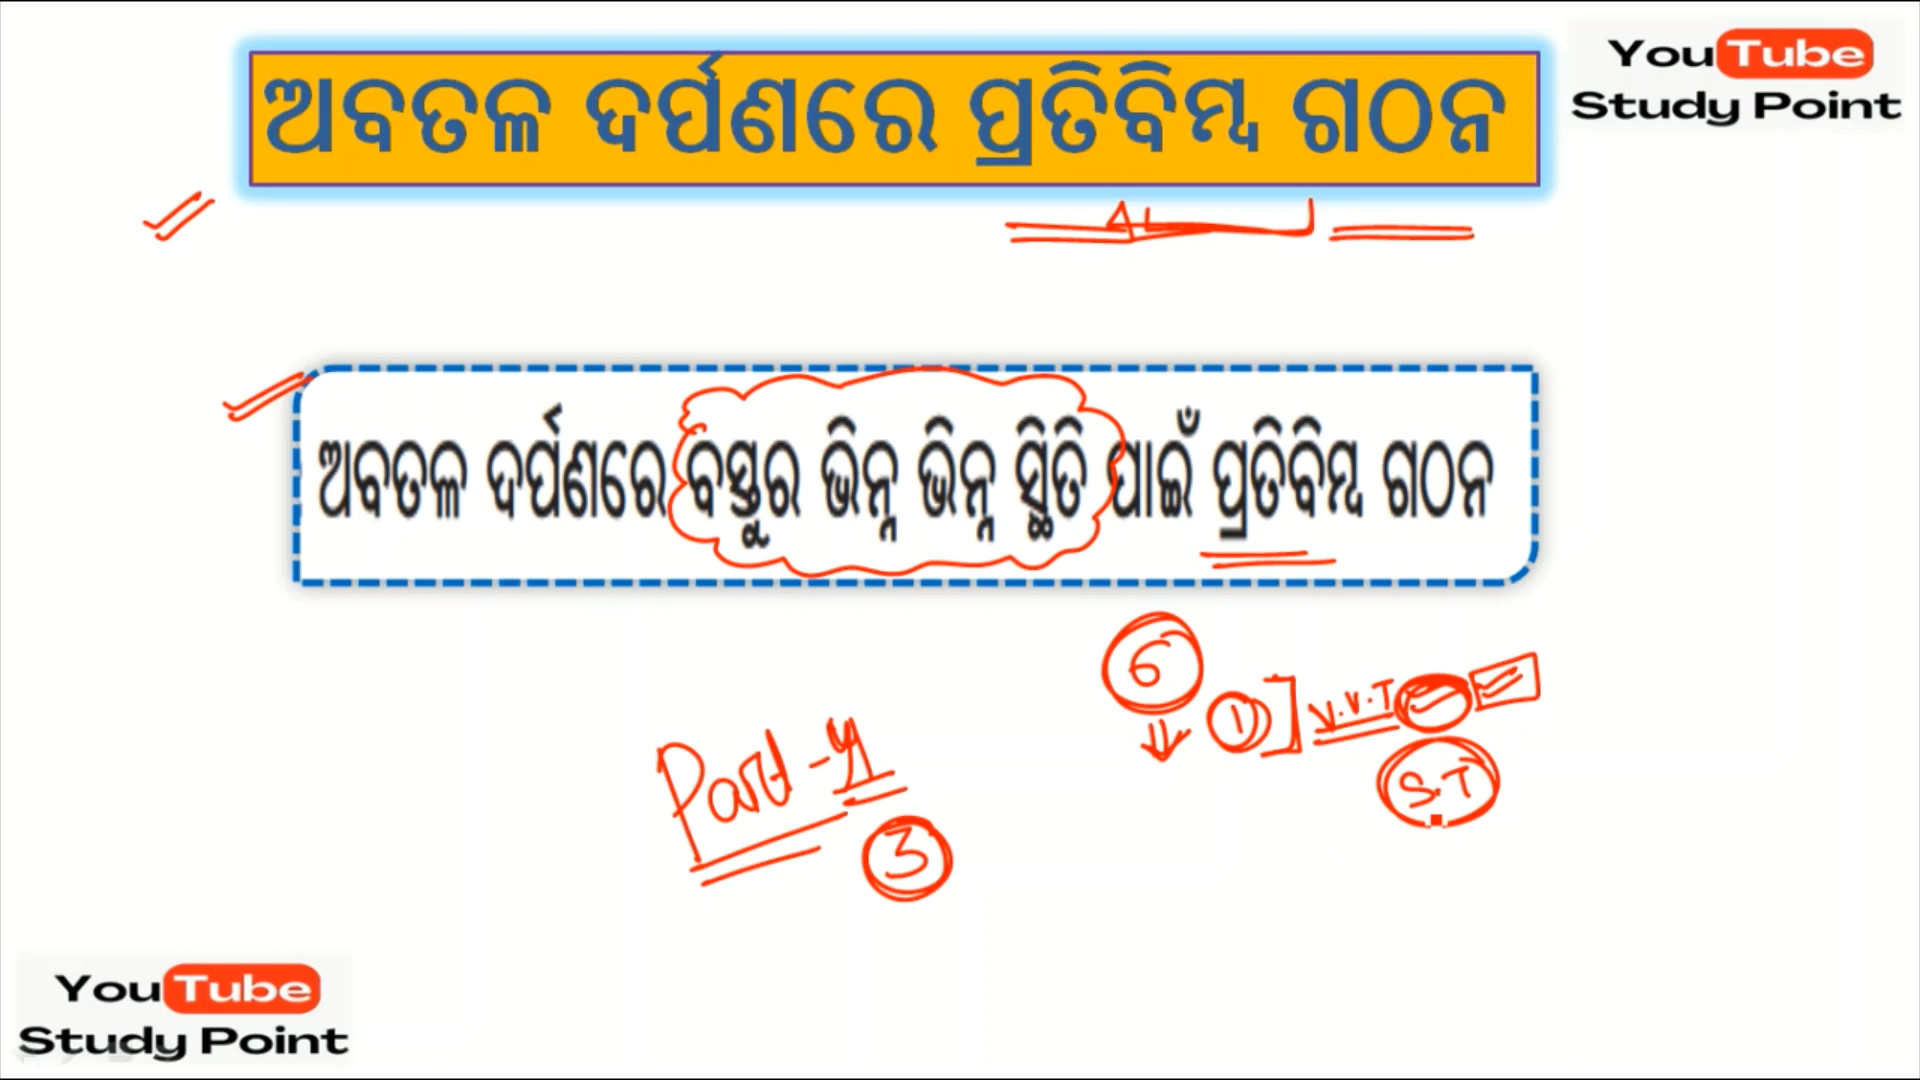 ଅବତଳ ଦର୍ପଣରେ ପ୍ରତିବିମ୍ବ ଗଠନ
YouTube
Study Point
ଅବତଳ ଦର୍ପଣରେ ବସ୍ତୁର ଭିନ୍ନ ଭିନ୍ନ ସ୍ଥିତି ପାଇଁ ପ୍ରତିବିମ୍ବ ଗଠନ
6
1
V.V.T
S.T
Part -
3
YouTube
Study Point